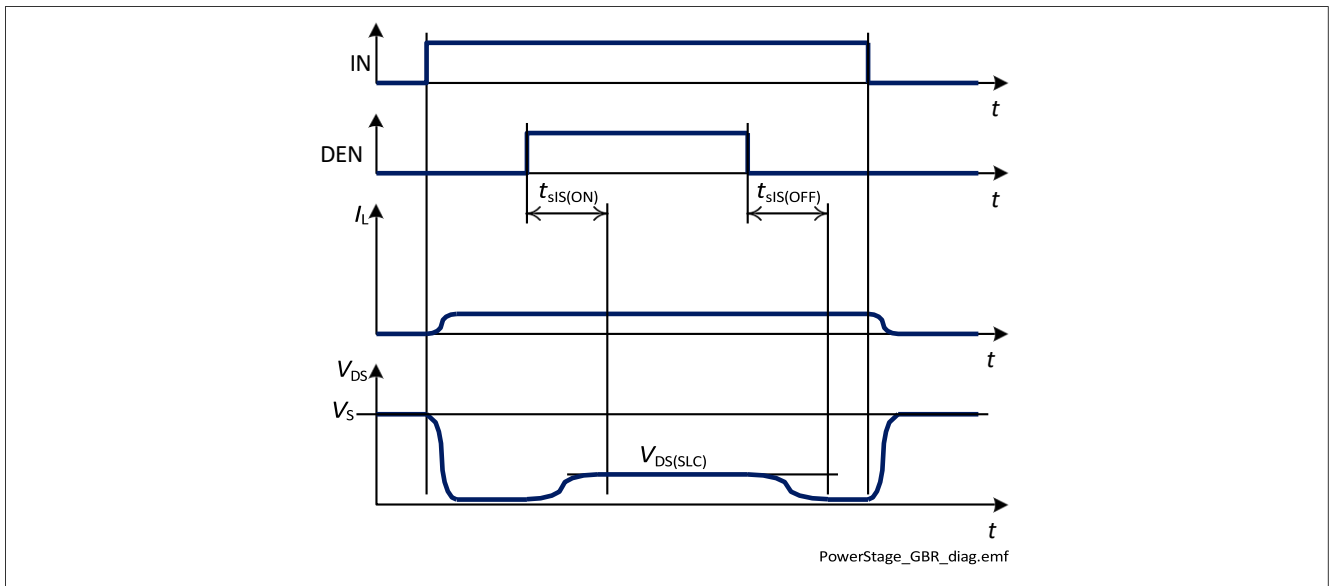 IN
t
DEN
t
tsIS(ON) tsIS(OFF)
IL
t
VDS
VS
VDS(SLC)
t
PowerStage_GBR_diag.emf